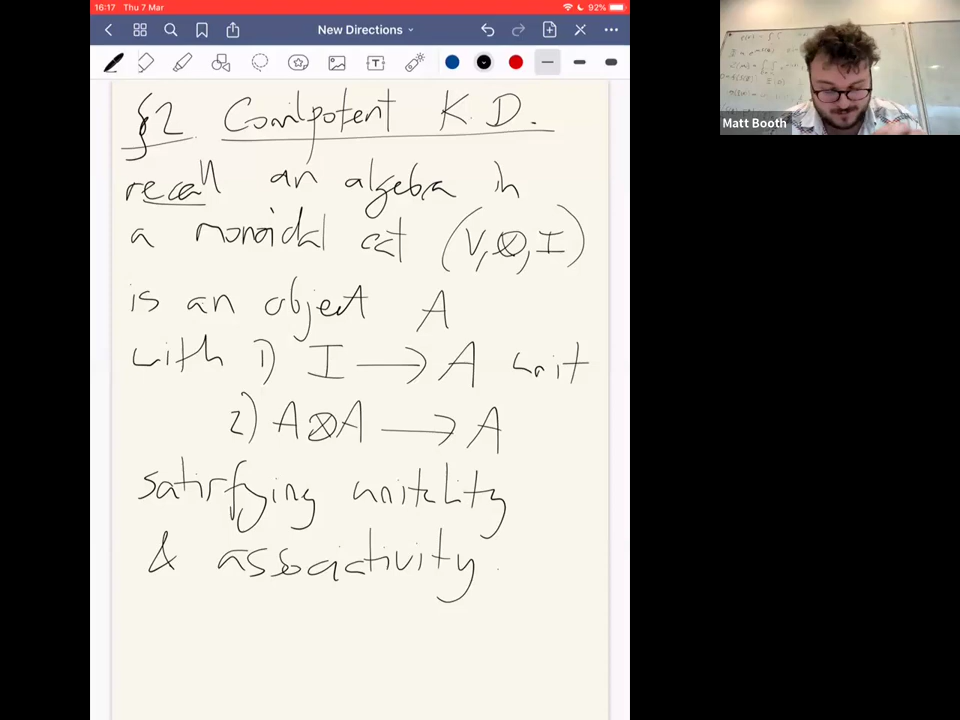 16:17 Thu 7 Mar
92%
New Directions
§2 Conilpotent K.D.
recall an algebra in
a monoidal cat (V,⊗,I)
is an object A
with 1) I → A unit
2) A⊗A → A
satisfying unitality
& associativity.
Matt Booth